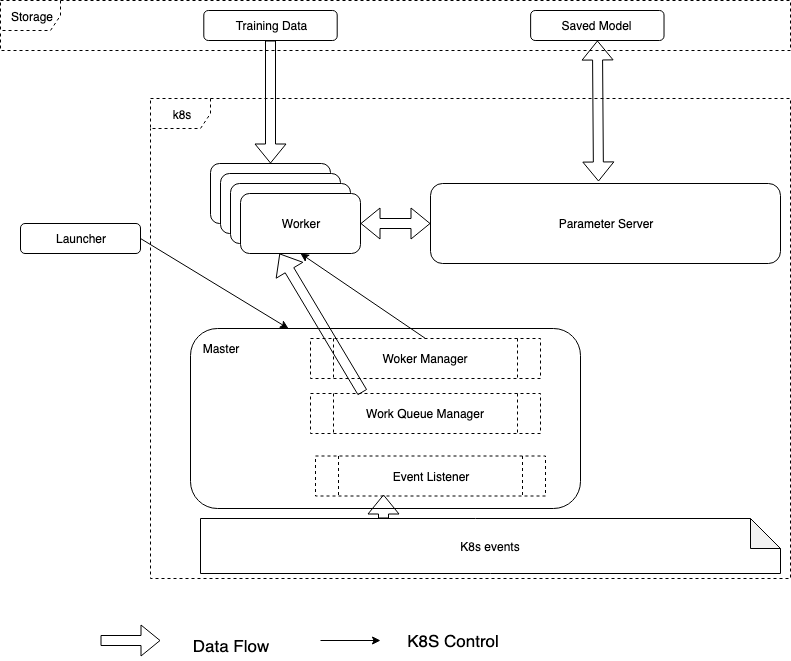 Storage
Training Data
Saved Model
k8s
Worker
Parameter Server
Launcher
Master
Woker Manager
Work Queue Manager
Event Listener
K8s events
Data Flow
K8S Control